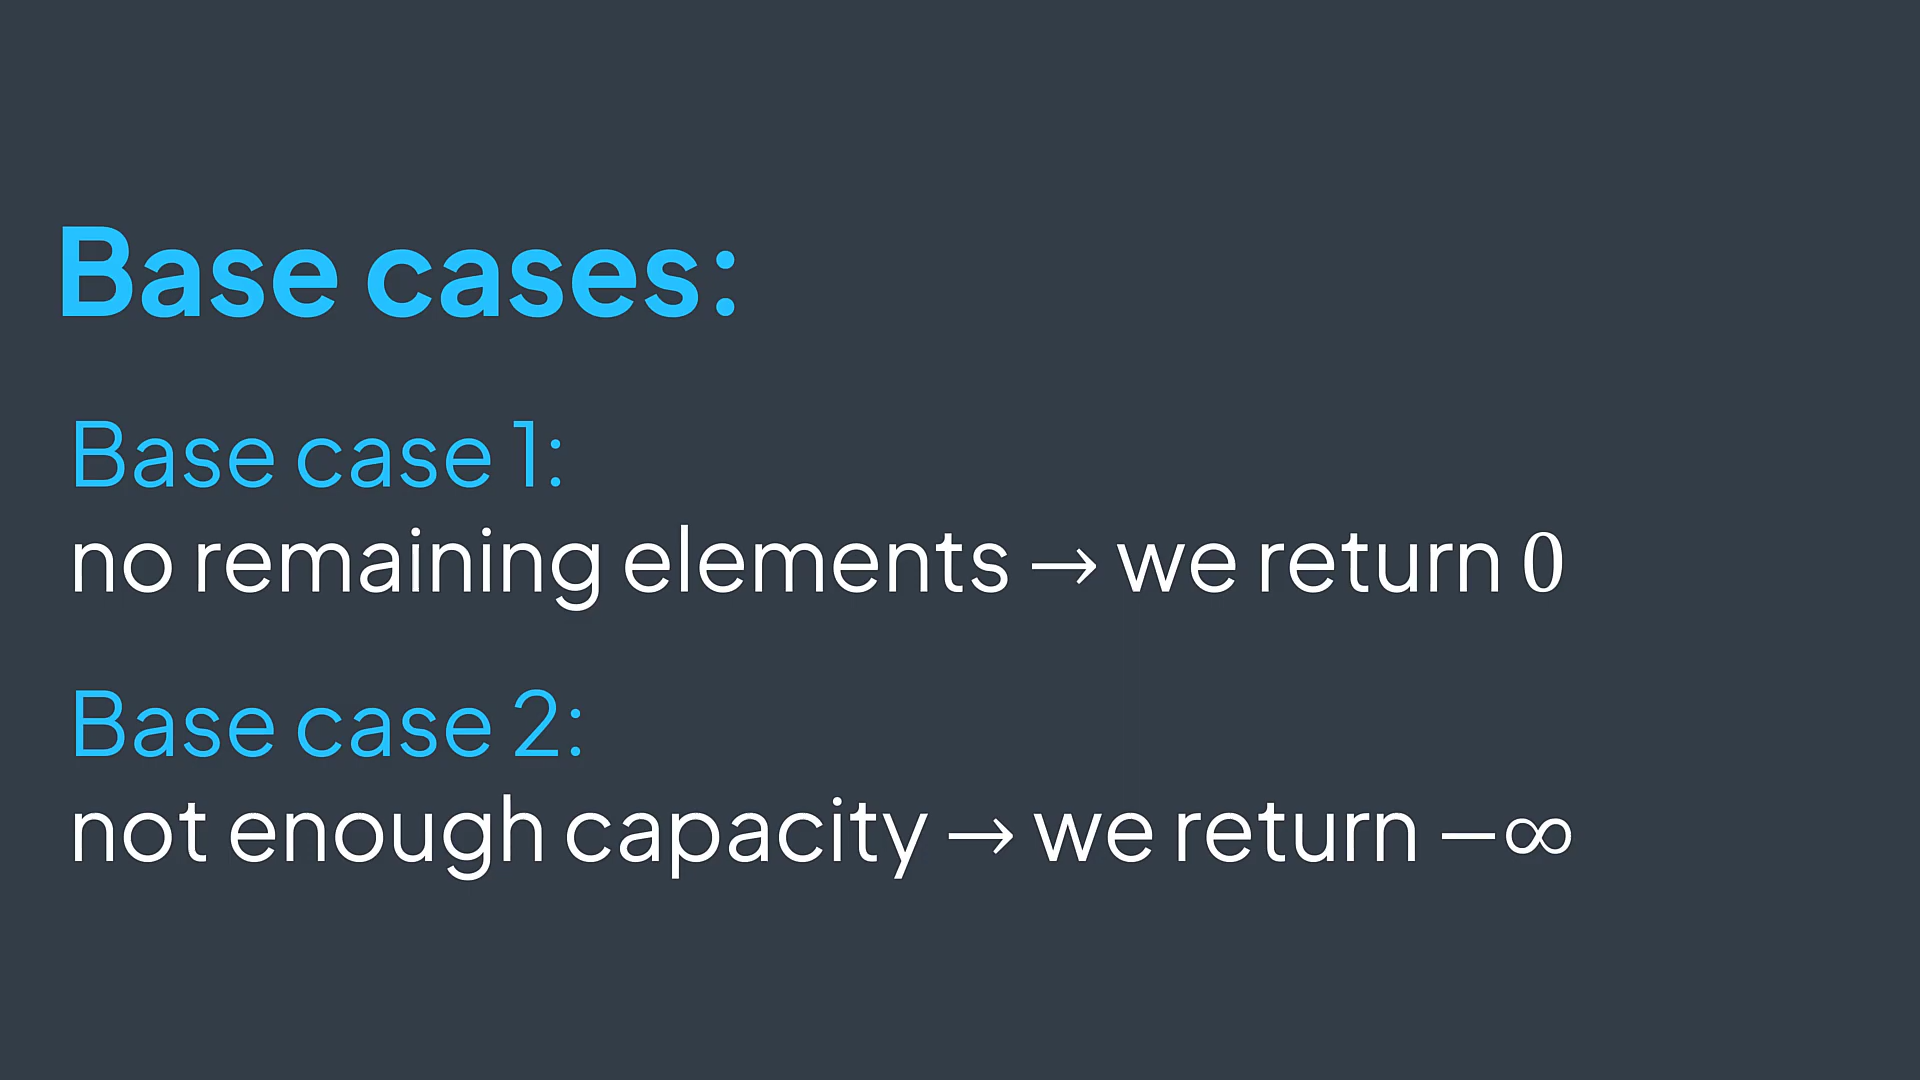 Base cases:
Base case 1:
no remaining elements → we return 0
Base case 2:
not enough capacity → we return −∞